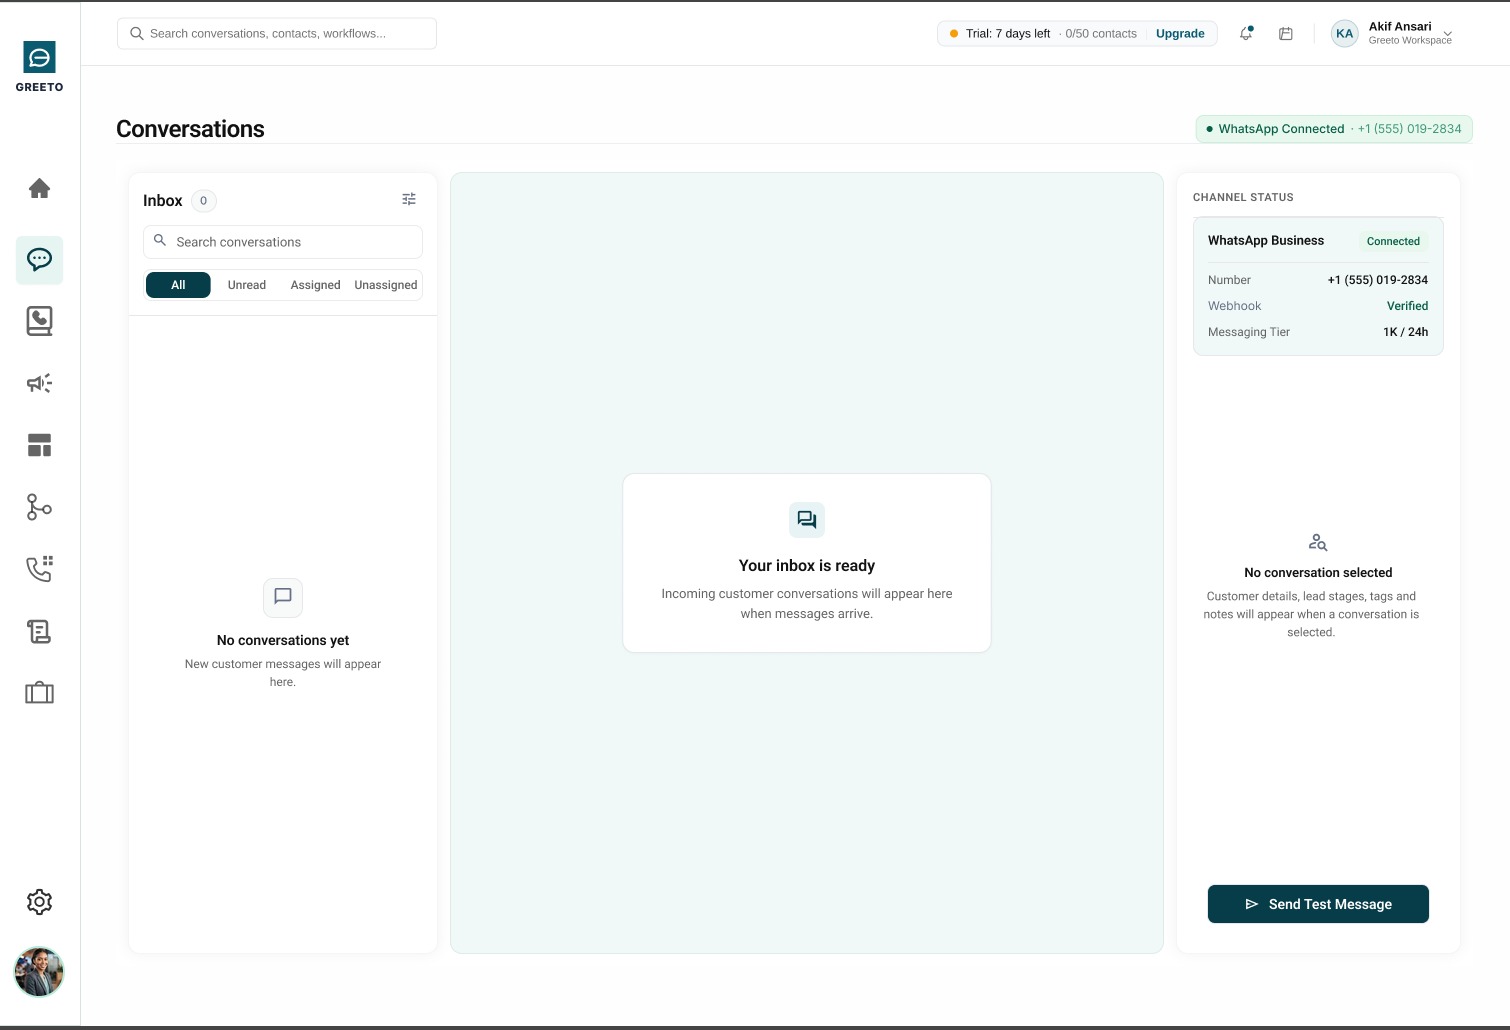 GREETO
Search conversations, contacts, workflows...
Trial: 7 days left · 0/50 contacts Upgrade
KA
Akif Ansari
Greeto Workspace
Conversations
WhatsApp Connected · +1 (555) 019-2834
Inbox 0
Search conversations
All Unread Assigned Unassigned
No conversations yet
New customer messages will appear
here.
Your inbox is ready
Incoming customer conversations will appear here
when messages arrive.
CHANNEL STATUS
WhatsApp Business Connected
Number +1 (555) 019-2834
Webhook Verified
Messaging Tier 1K / 24h
No conversation selected
Customer details, lead stages, tags and
notes will appear when a conversation is
selected.
Send Test Message